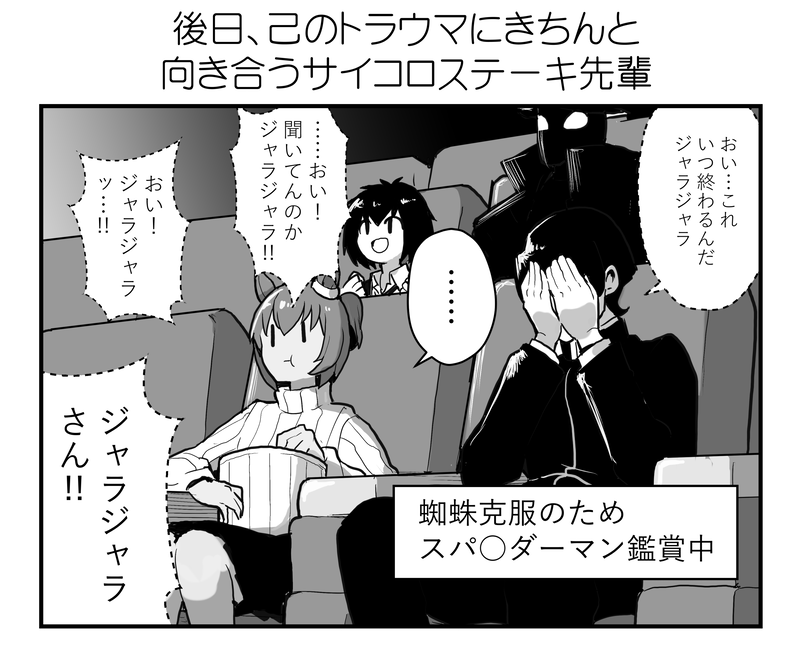 後日、己のトラウマにきちんと
向き合うサイコロステーキ先輩
おい…これ
いつ終わるんだ
ジャラジャラ
……
……おい！
聞いてんのか
ジャラジャラ!!
おい！
ジャラジャラ
ッ…!!
ジャラジャラ
さん!!
蜘蛛克服のため
スパ○ダーマン鑑賞中